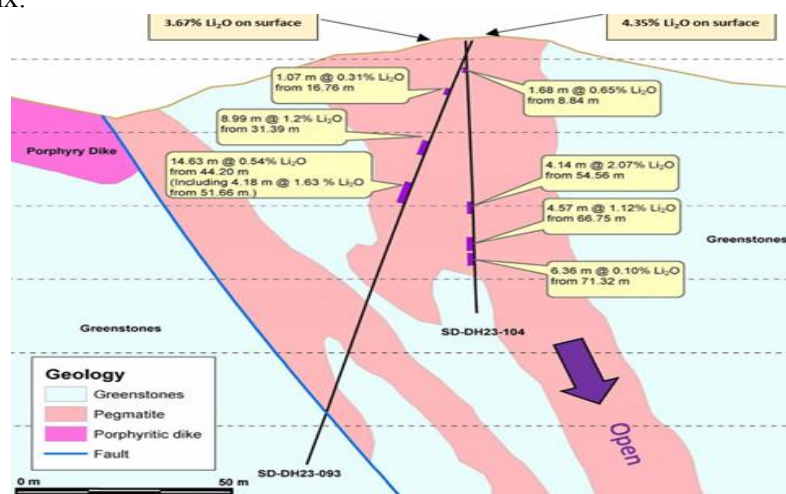 ix.
3.67% Li₂O on surface
4.35% Li₂O on surface
1.07 m @ 0.31% Li₂O
from 16.76 m
1.68 m @ 0.65% Li₂O
from 8.84 m
8.99 m @ 1.2% Li₂O
from 31.39 m
Porphyry Dike
14.63 m @ 0.54% Li₂O
from 44.20 m
(Including 4.18 m @ 1.63 % Li₂O
from 51.66 m.)
4.14 m @ 2.07% Li₂O
from 54.56 m
4.57 m @ 1.12% Li₂O
from 66.75 m
Greenstones
6.36 m @ 0.10% Li₂O
from 71.32 m
Greenstones
SD-DH23-104
Geology
Greenstones
Pegmatite
Porphyritic dike
Fault
Open
SD-DH23-093
0 m
50 m